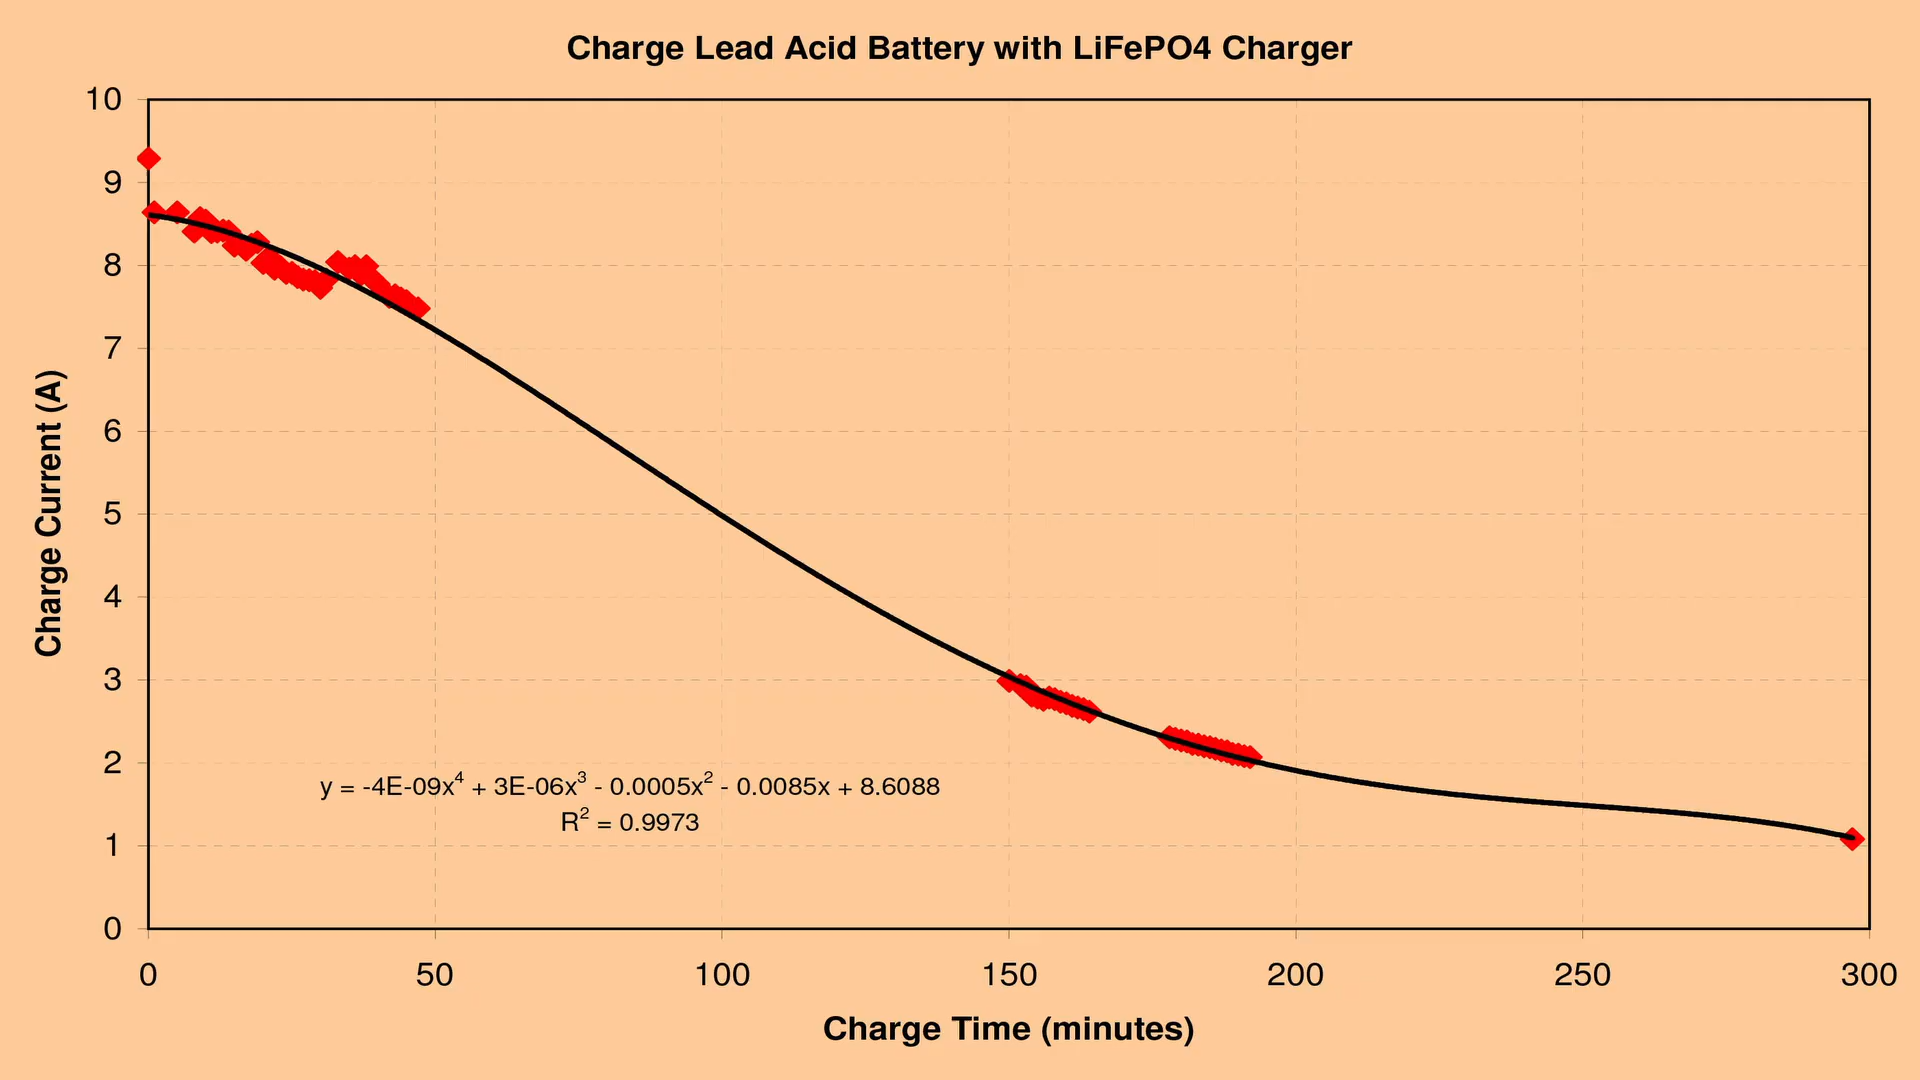 Charge Lead Acid Battery with LiFePO4 Charger
10
9
8
7
6
5
4
3
2
1
0
Charge Current (A)
y = -4E-09x⁴ + 3E-06x³ - 0.0005x² - 0.0085x + 8.6088
R² = 0.9973
0 50 100 150 200 250 300
Charge Time (minutes)